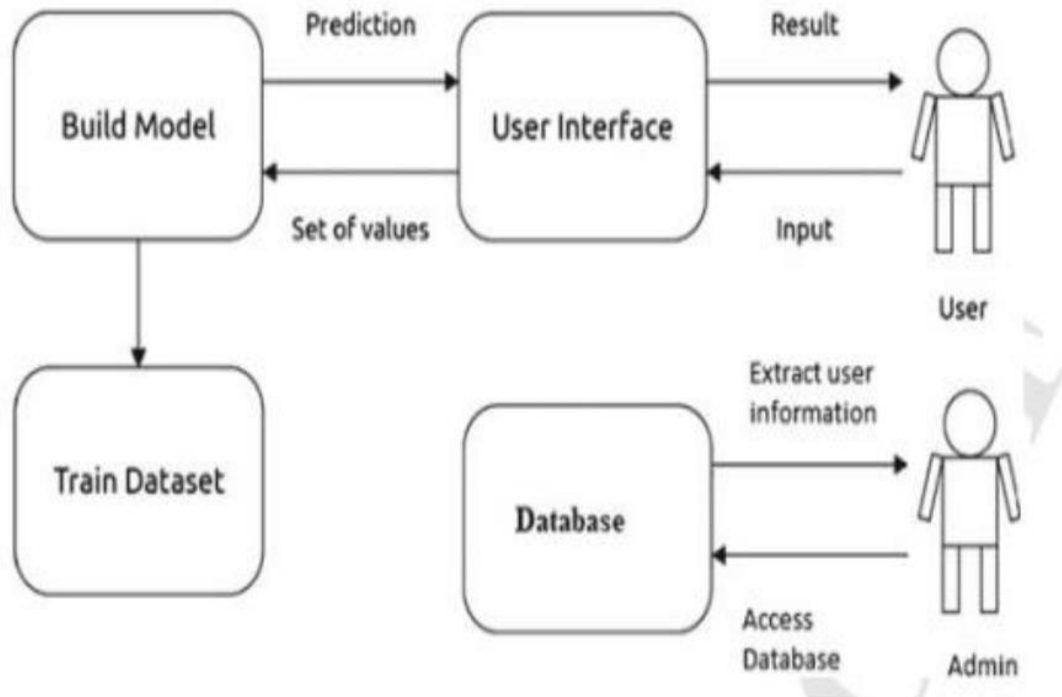 Prediction
Result
Build Model
User Interface
Set of values
Input
User
Extract user
information
Train Dataset
Database
Access
Database
Admin